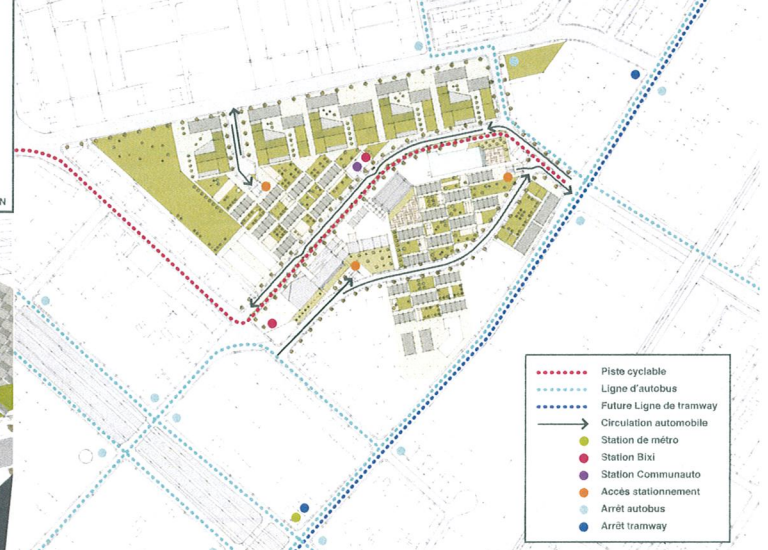 N
Piste cyclable
Ligne d'autobus
Future Ligne de tramway
Circulation automobile
Station de métro
Station Bixi
Station Communauto
Accès stationnement
Arrêt autobus
Arrêt tramway